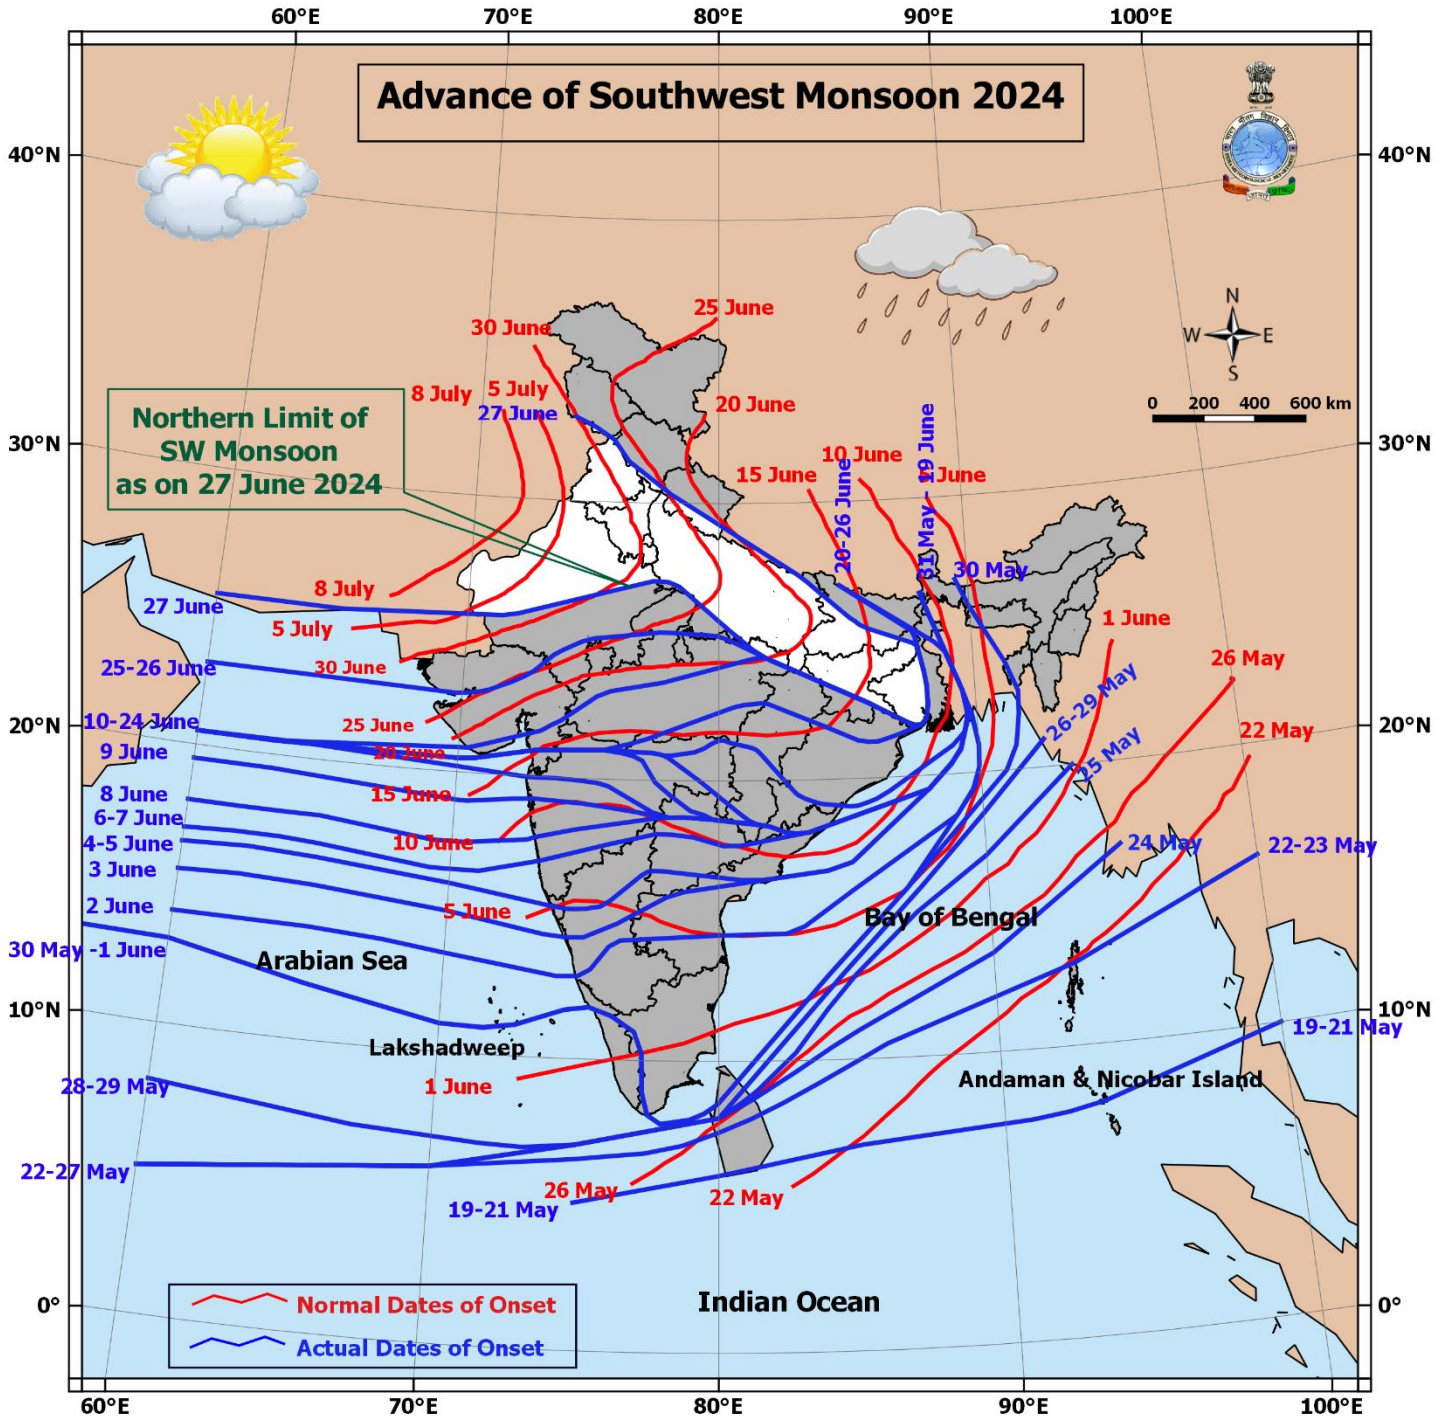 60°E 70°E 80°E 90°E 100°E
Advance of Southwest Monsoon 2024
40°N 40°N
N
W E
S
0 200 400 600 km
25 June
30 June
8 July
5 July
27 June
20 June
Northern Limit of
SW Monsoon
as on 27 June 2024
30°N 30°N
10 June
15 June
5 June
20-26 June
31 May - 19 June
30 May
8 July
27 June
5 July
1 June
30 June
25-26 June
26 May
26-29 May
10-24 June
25 June
20°N 20°N
22 May
9 June
20 June
25 May
8 June
15 June
6-7 June
4-5 June
10 June
24 May
22-23 May
3 June
2 June
5 June
Bay of Bengal
30 May -1 June
Arabian Sea
10°N 10°N
19-21 May
Lakshadweep
28-29 May
1 June
Andaman & Nicobar Island
22-27 May
26 May
22 May
19-21 May
0° 0°
Indian Ocean
Normal Dates of Onset
Actual Dates of Onset
60°E 70°E 80°E 90°E 100°E